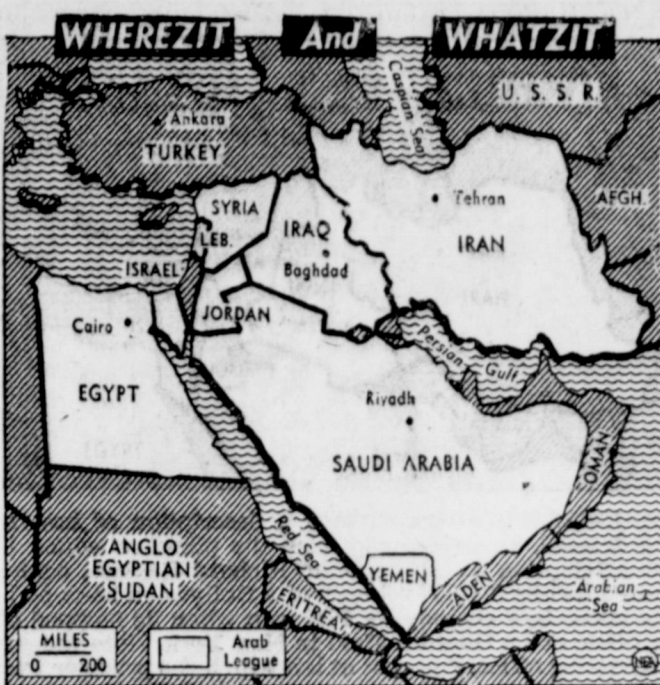 WHEREZIT And WHATZIT
Caspian Sea
U. S. S. R.
Ankara
TURKEY
AFGH.
Tehran
SYRIA
IRAQ
LEB.
IRAN
ISRAEL
Baghdad
JORDAN
Cairo
Persian Gulf
EGYPT
Riyadh
SAUDI ARABIA
OMAN
Red Sea
ANGLO
EGYPTIAN
SUDAN
YEMEN
ADEN
Arabian
Sea
ERITREA
MILES
0 200
Arab
League
NEA